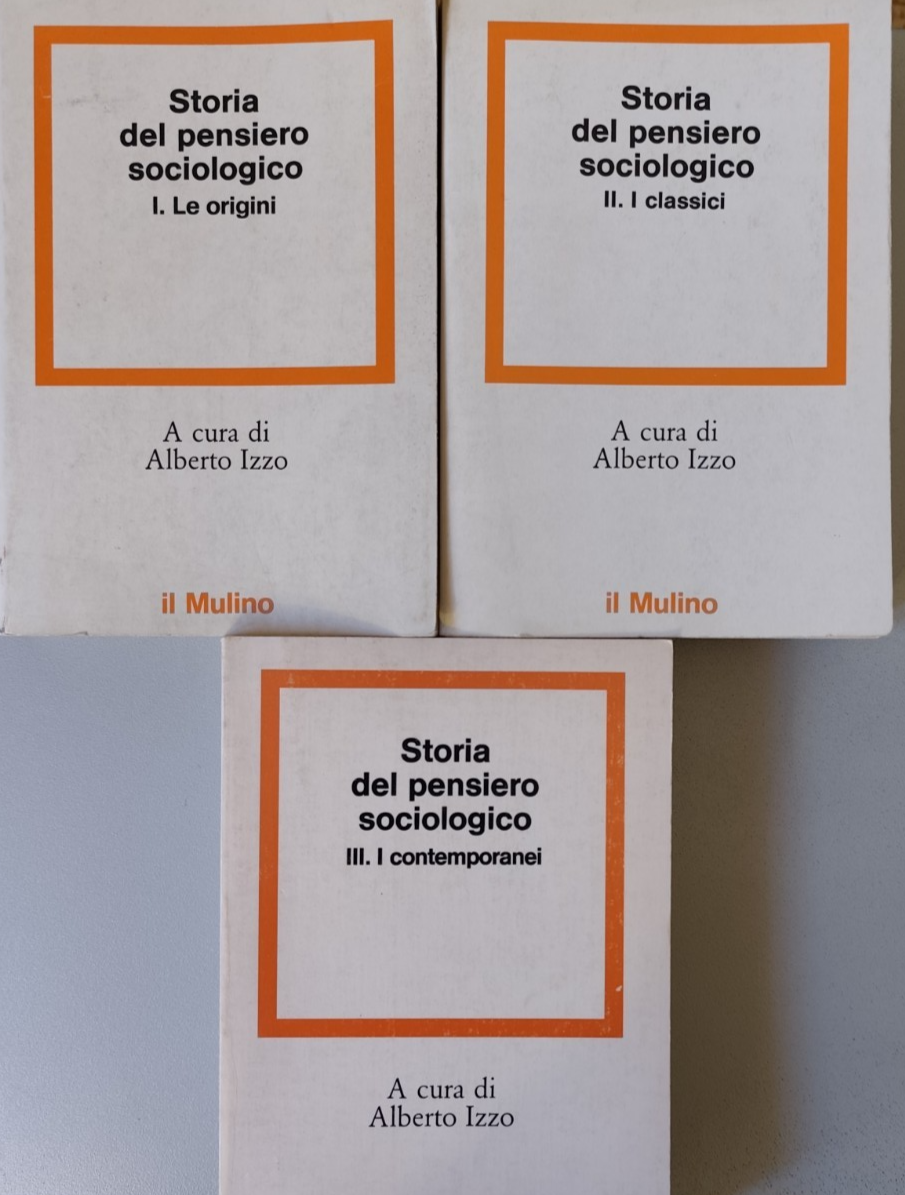 Storia
del pensiero
sociologico
I. Le origini
A cura di
Alberto Izzo
il Mulino
Storia
del pensiero
sociologico
II. I classici
A cura di
Alberto Izzo
il Mulino
Storia
del pensiero
sociologico
III. I contemporanei
A cura di
Alberto Izzo